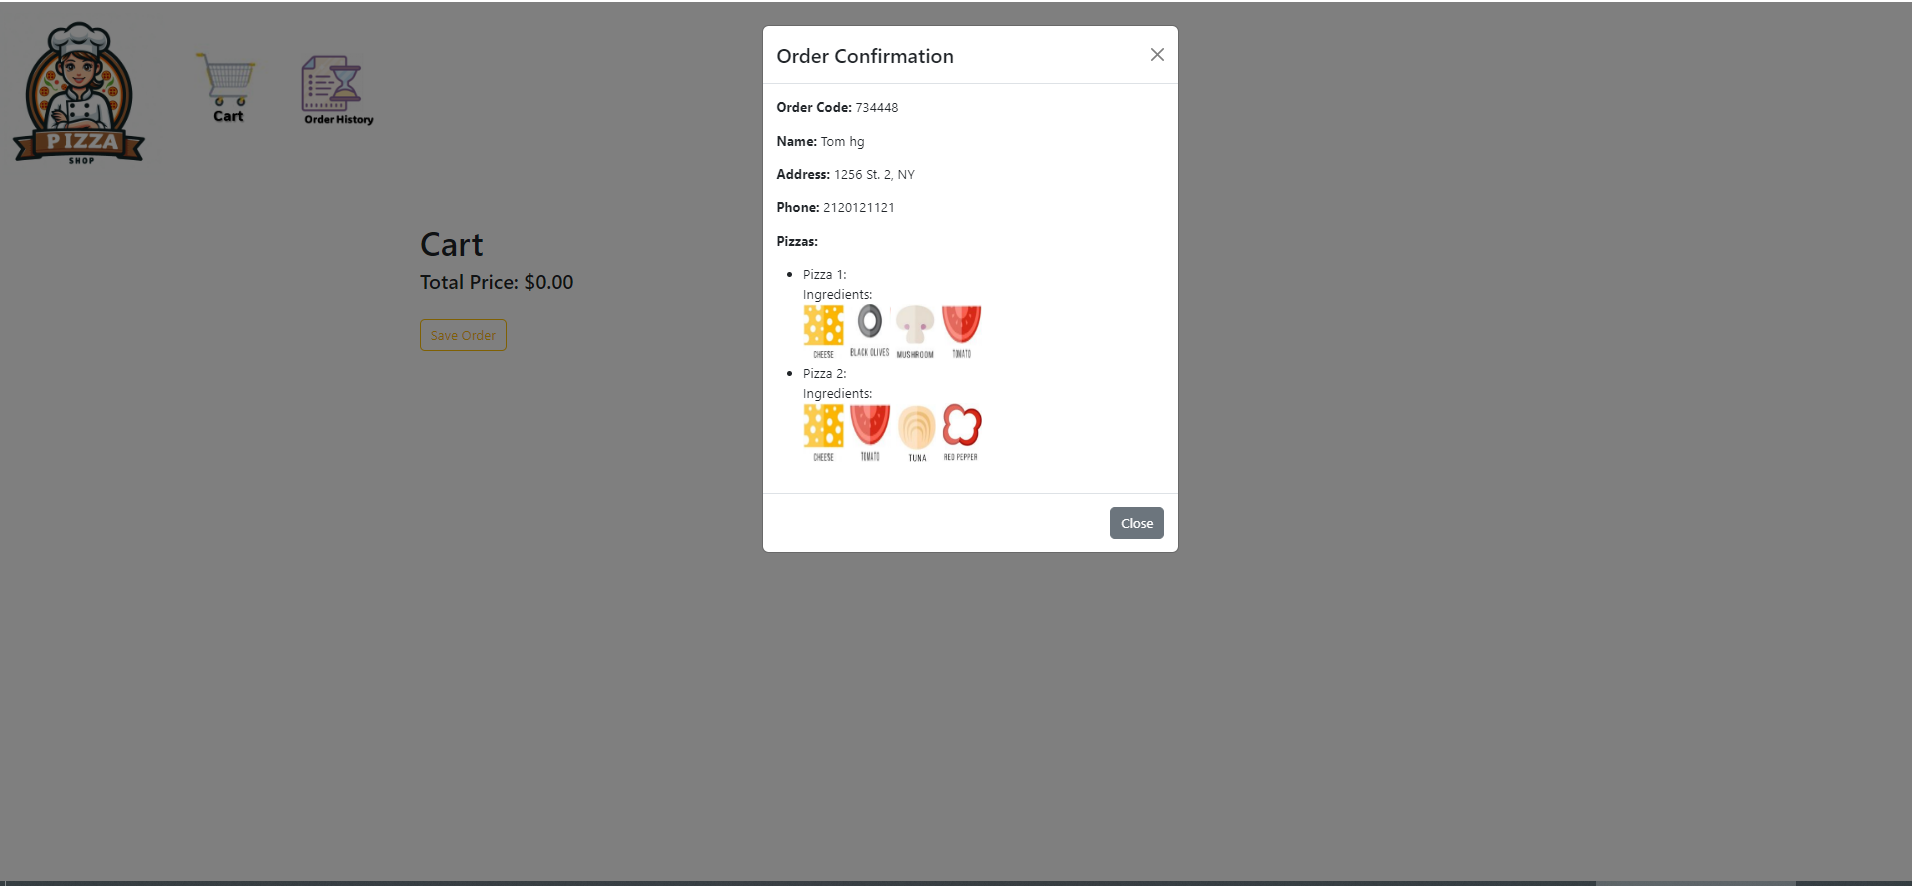 PIZZA
SHOP
Cart
Order History
Cart
Total Price: $0.00
Save Order
Order Confirmation
Order Code: 734448
Name: Tom hg
Address: 1256 St. 2, NY
Phone: 2120121121
Pizzas:
Pizza 1:
Ingredients:
CHEESE BLACK OLIVES MUSHROOM TOMATO
Pizza 2:
Ingredients:
CHEESE TOMATO TUNA RED PEPPER
Close